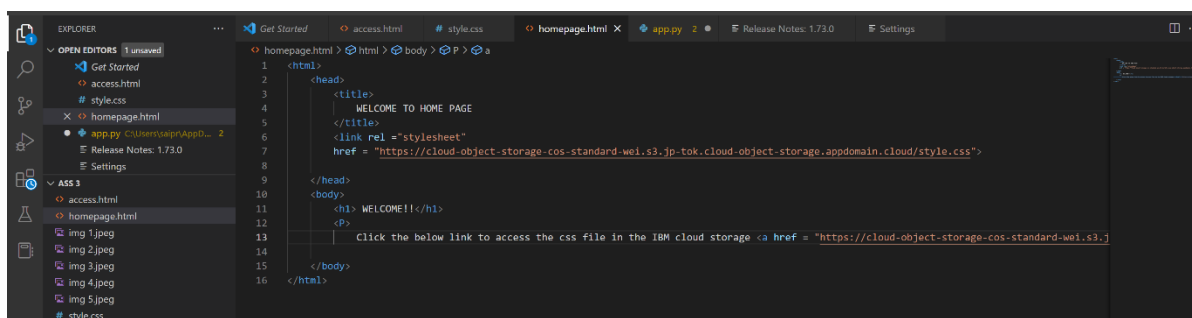 EXPLORER
OPEN EDITORS 1 unsaved
Get Started
access.html
# style.css
homepage.html
app.py C:\Users\saipr\AppD... 2
Release Notes: 1.73.0
Settings
ASS 3
access.html
homepage.html
img 1.jpeg
img 2.jpeg
img 3.jpeg
img 4.jpeg
img 5.jpeg
# style.css
Get Started access.html # style.css homepage.html app.py 2 Release Notes: 1.73.0 Settings
homepage.html > html > body > P > a
1 <html>
2 <head>
3 <title>
4 WELCOME TO HOME PAGE
5 </title>
6 <link rel ="stylesheet"
7 href = "https://cloud-object-storage-cos-standard-wei.s3.jp-tok.cloud-object-storage.appdomain.cloud/style.css">
8
9 </head>
10 <body>
11 <h1> WELCOME!!</h1>
12 <P>
13 Click the below link to access the css file in the IBM cloud storage <a href = "https://cloud-object-storage-cos-standard-wei.s3.j
14
15 </body>
16 </html>